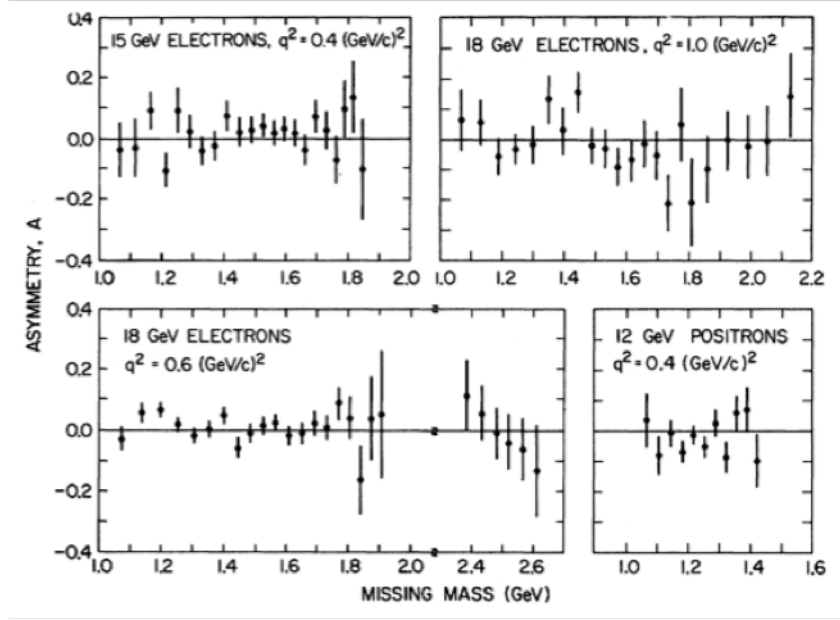 0.4
15 GeV ELECTRONS, q² = 0.4 (GeV/c)²
0.2
0.0
-0.2
-0.4
1.0 1.2 1.4 1.6 1.8 2.0
18 GeV ELECTRONS, q² = 1.0 (GeV/c)²
1.0 1.2 1.4 1.6 1.8 2.0 2.2
ASYMMETRY, A
0.4
18 GeV ELECTRONS
q² = 0.6 (GeV/c)²
0.2
0.0
-0.2
-0.4
1.0 1.2 1.4 1.6 1.8 2.0 2.4 2.6
12 GeV POSITRONS
q² = 0.4 (GeV/c)²
1.0 1.2 1.4 1.6
MISSING MASS (GeV)